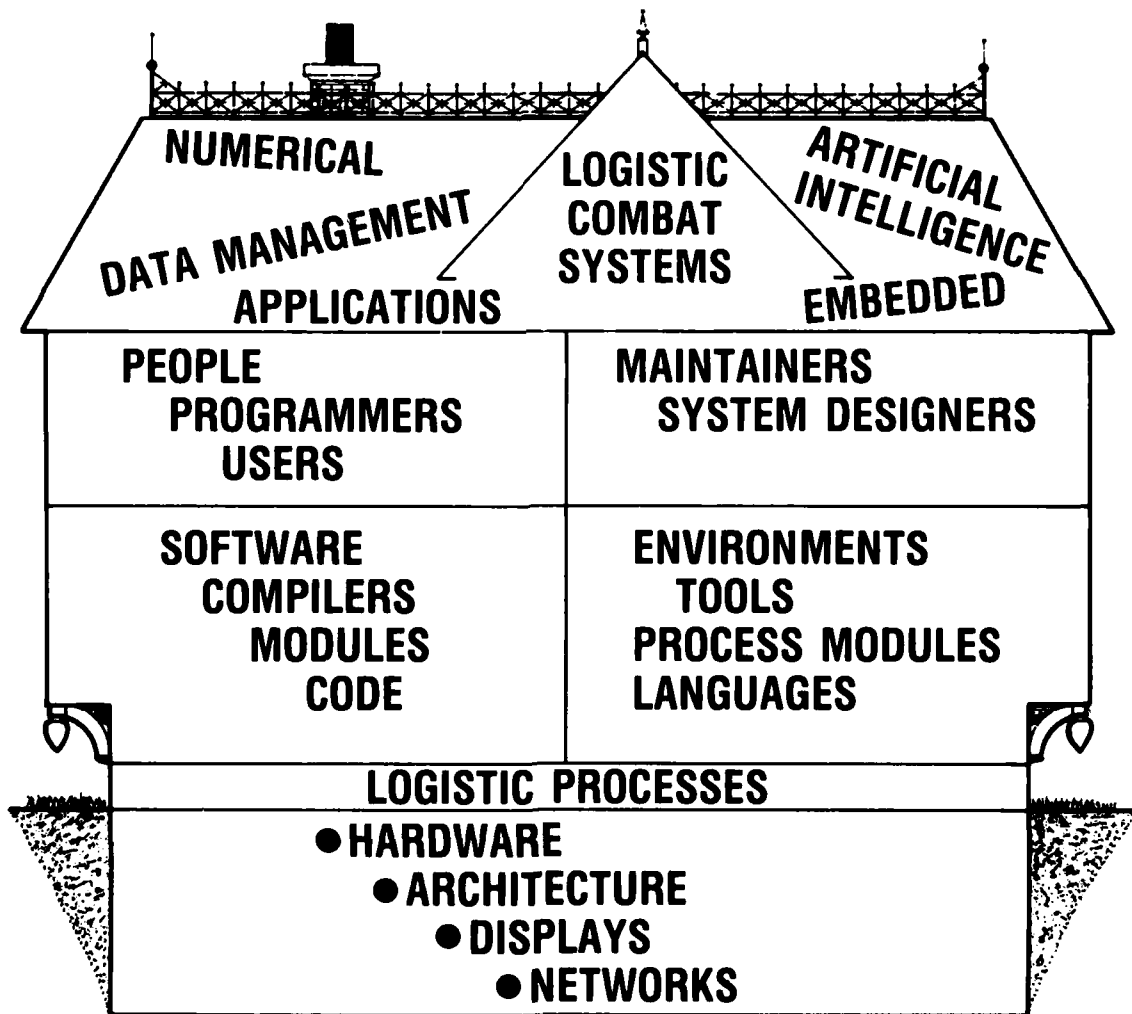 NUMERICAL
DATA MANAGEMENT
APPLICATIONS
LOGISTIC
COMBAT
SYSTEMS
ARTIFICIAL
INTELLIGENCE
EMBEDDED
PEOPLE
PROGRAMMERS
USERS
MAINTAINERS
SYSTEM DESIGNERS
SOFTWARE
COMPILERS
MODULES
CODE
ENVIRONMENTS
TOOLS
PROCESS MODULES
LANGUAGES
LOGISTIC PROCESSES
● HARDWARE
● ARCHITECTURE
● DISPLAYS
● NETWORKS